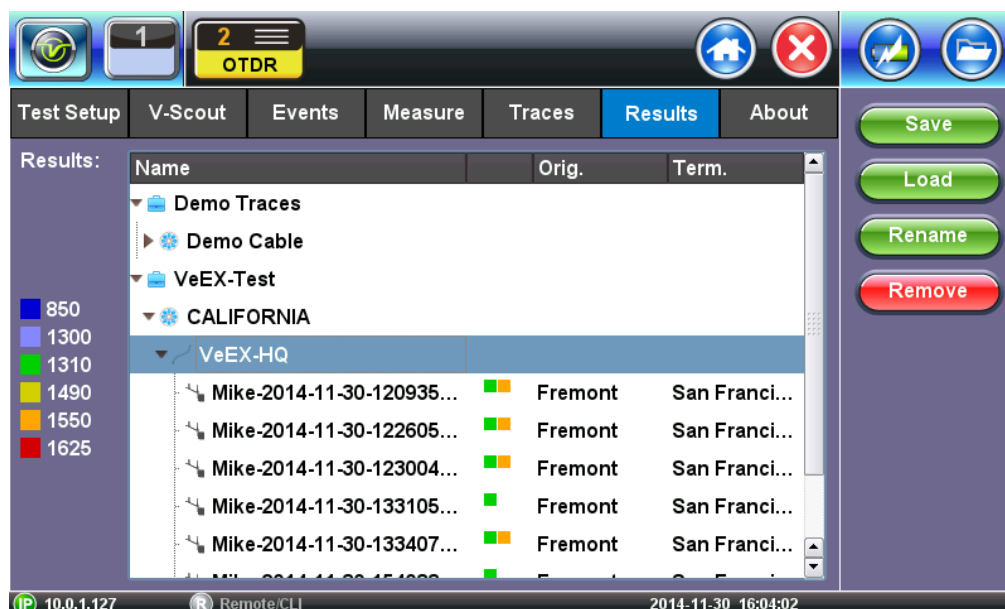 1
2
OTDR
Test Setup V-Scout Events Measure Traces Results About
Results:
Name Orig. Term.
Demo Traces
Demo Cable
VeEX-Test
CALIFORNIA
VeEX-HQ
Mike-2014-11-30-120935... Fremont San Franci...
Mike-2014-11-30-122605... Fremont San Franci...
Mike-2014-11-30-123004... Fremont San Franci...
Mike-2014-11-30-133105... Fremont San Franci...
Mike-2014-11-30-133407... Fremont San Franci...
850
1300
1310
1490
1550
1625
Save
Load
Rename
Remove
IP 10.0.1.127 R Remote/CLI 2014-11-30 16:04:02